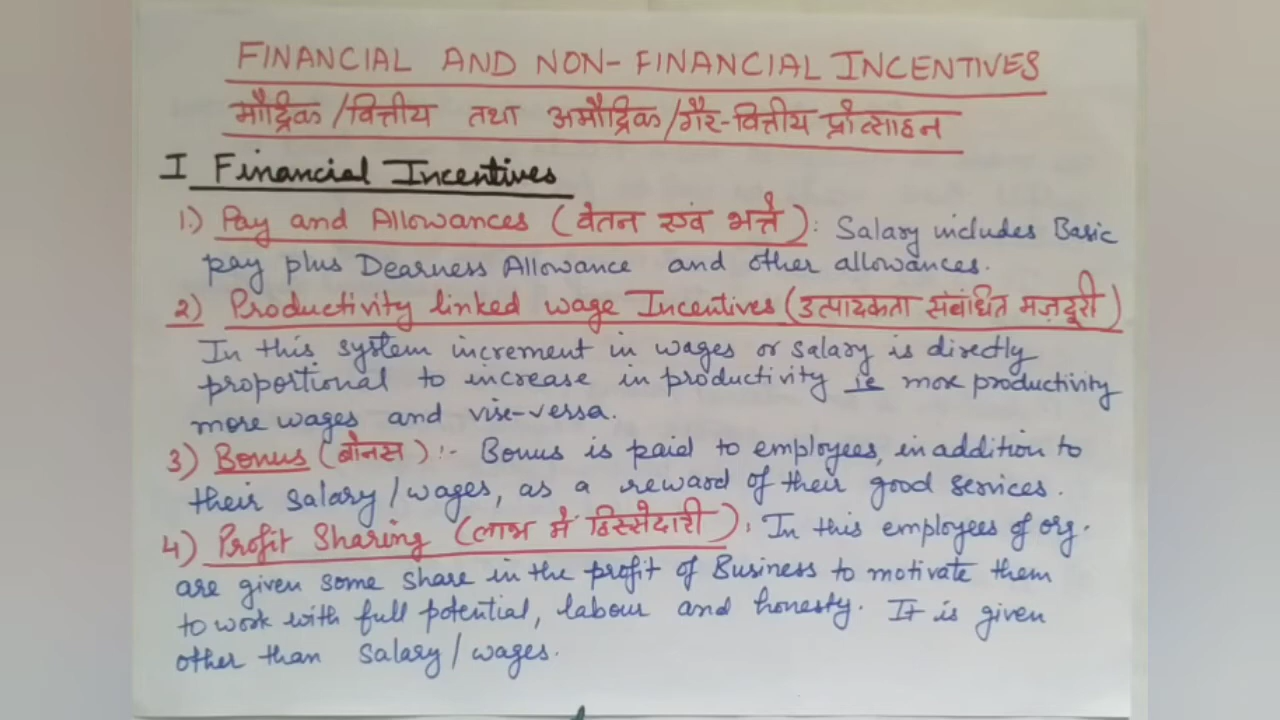 FINANCIAL AND NON-FINANCIAL INCENTIVES
मौद्रिक/वित्तीय तथा अमौद्रिक/गैर-वित्तीय प्रोत्साहन
I Financial Incentives
1.) Pay and Allowances (वेतन एवं भत्ते): Salary includes Basic
pay plus Dearness Allowance and other allowances.
2) Productivity linked wage Incentives (उत्पादकता संबंधित मज़दूरी)
In this system increment in wages or salary is directly
proportional to increase in productivity ie more productivity
more wages and vise-versa.
3) Bonus (बोनस) :- Bonus is paid to employees, in addition to
their salary/wages, as a reward of their good services.
4) Profit Sharing (लाभ में हिस्सेदारी): In this employees of org.
are given some share in the profit of Business to motivate them
to work with full potential, labour and honesty. It is given
other than salary/wages.